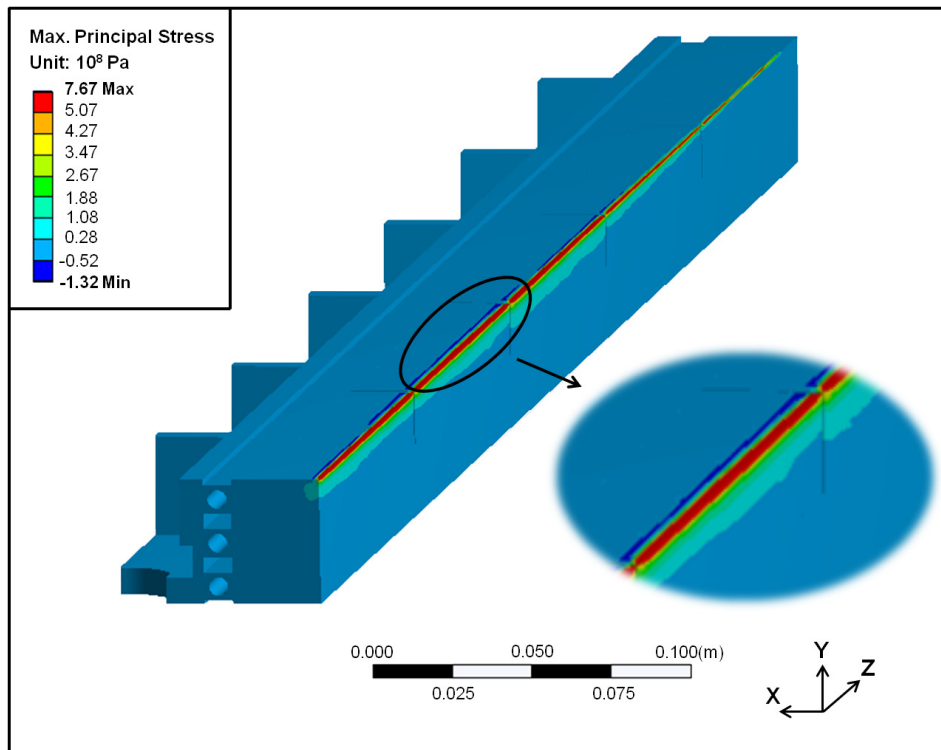 Max. Principal Stress
Unit: 10⁸ Pa
7.67 Max
5.07
4.27
3.47
2.67
1.88
1.08
0.28
-0.52
-1.32 Min
0.000 0.050 0.100(m)
0.025 0.075
Y
Z
X